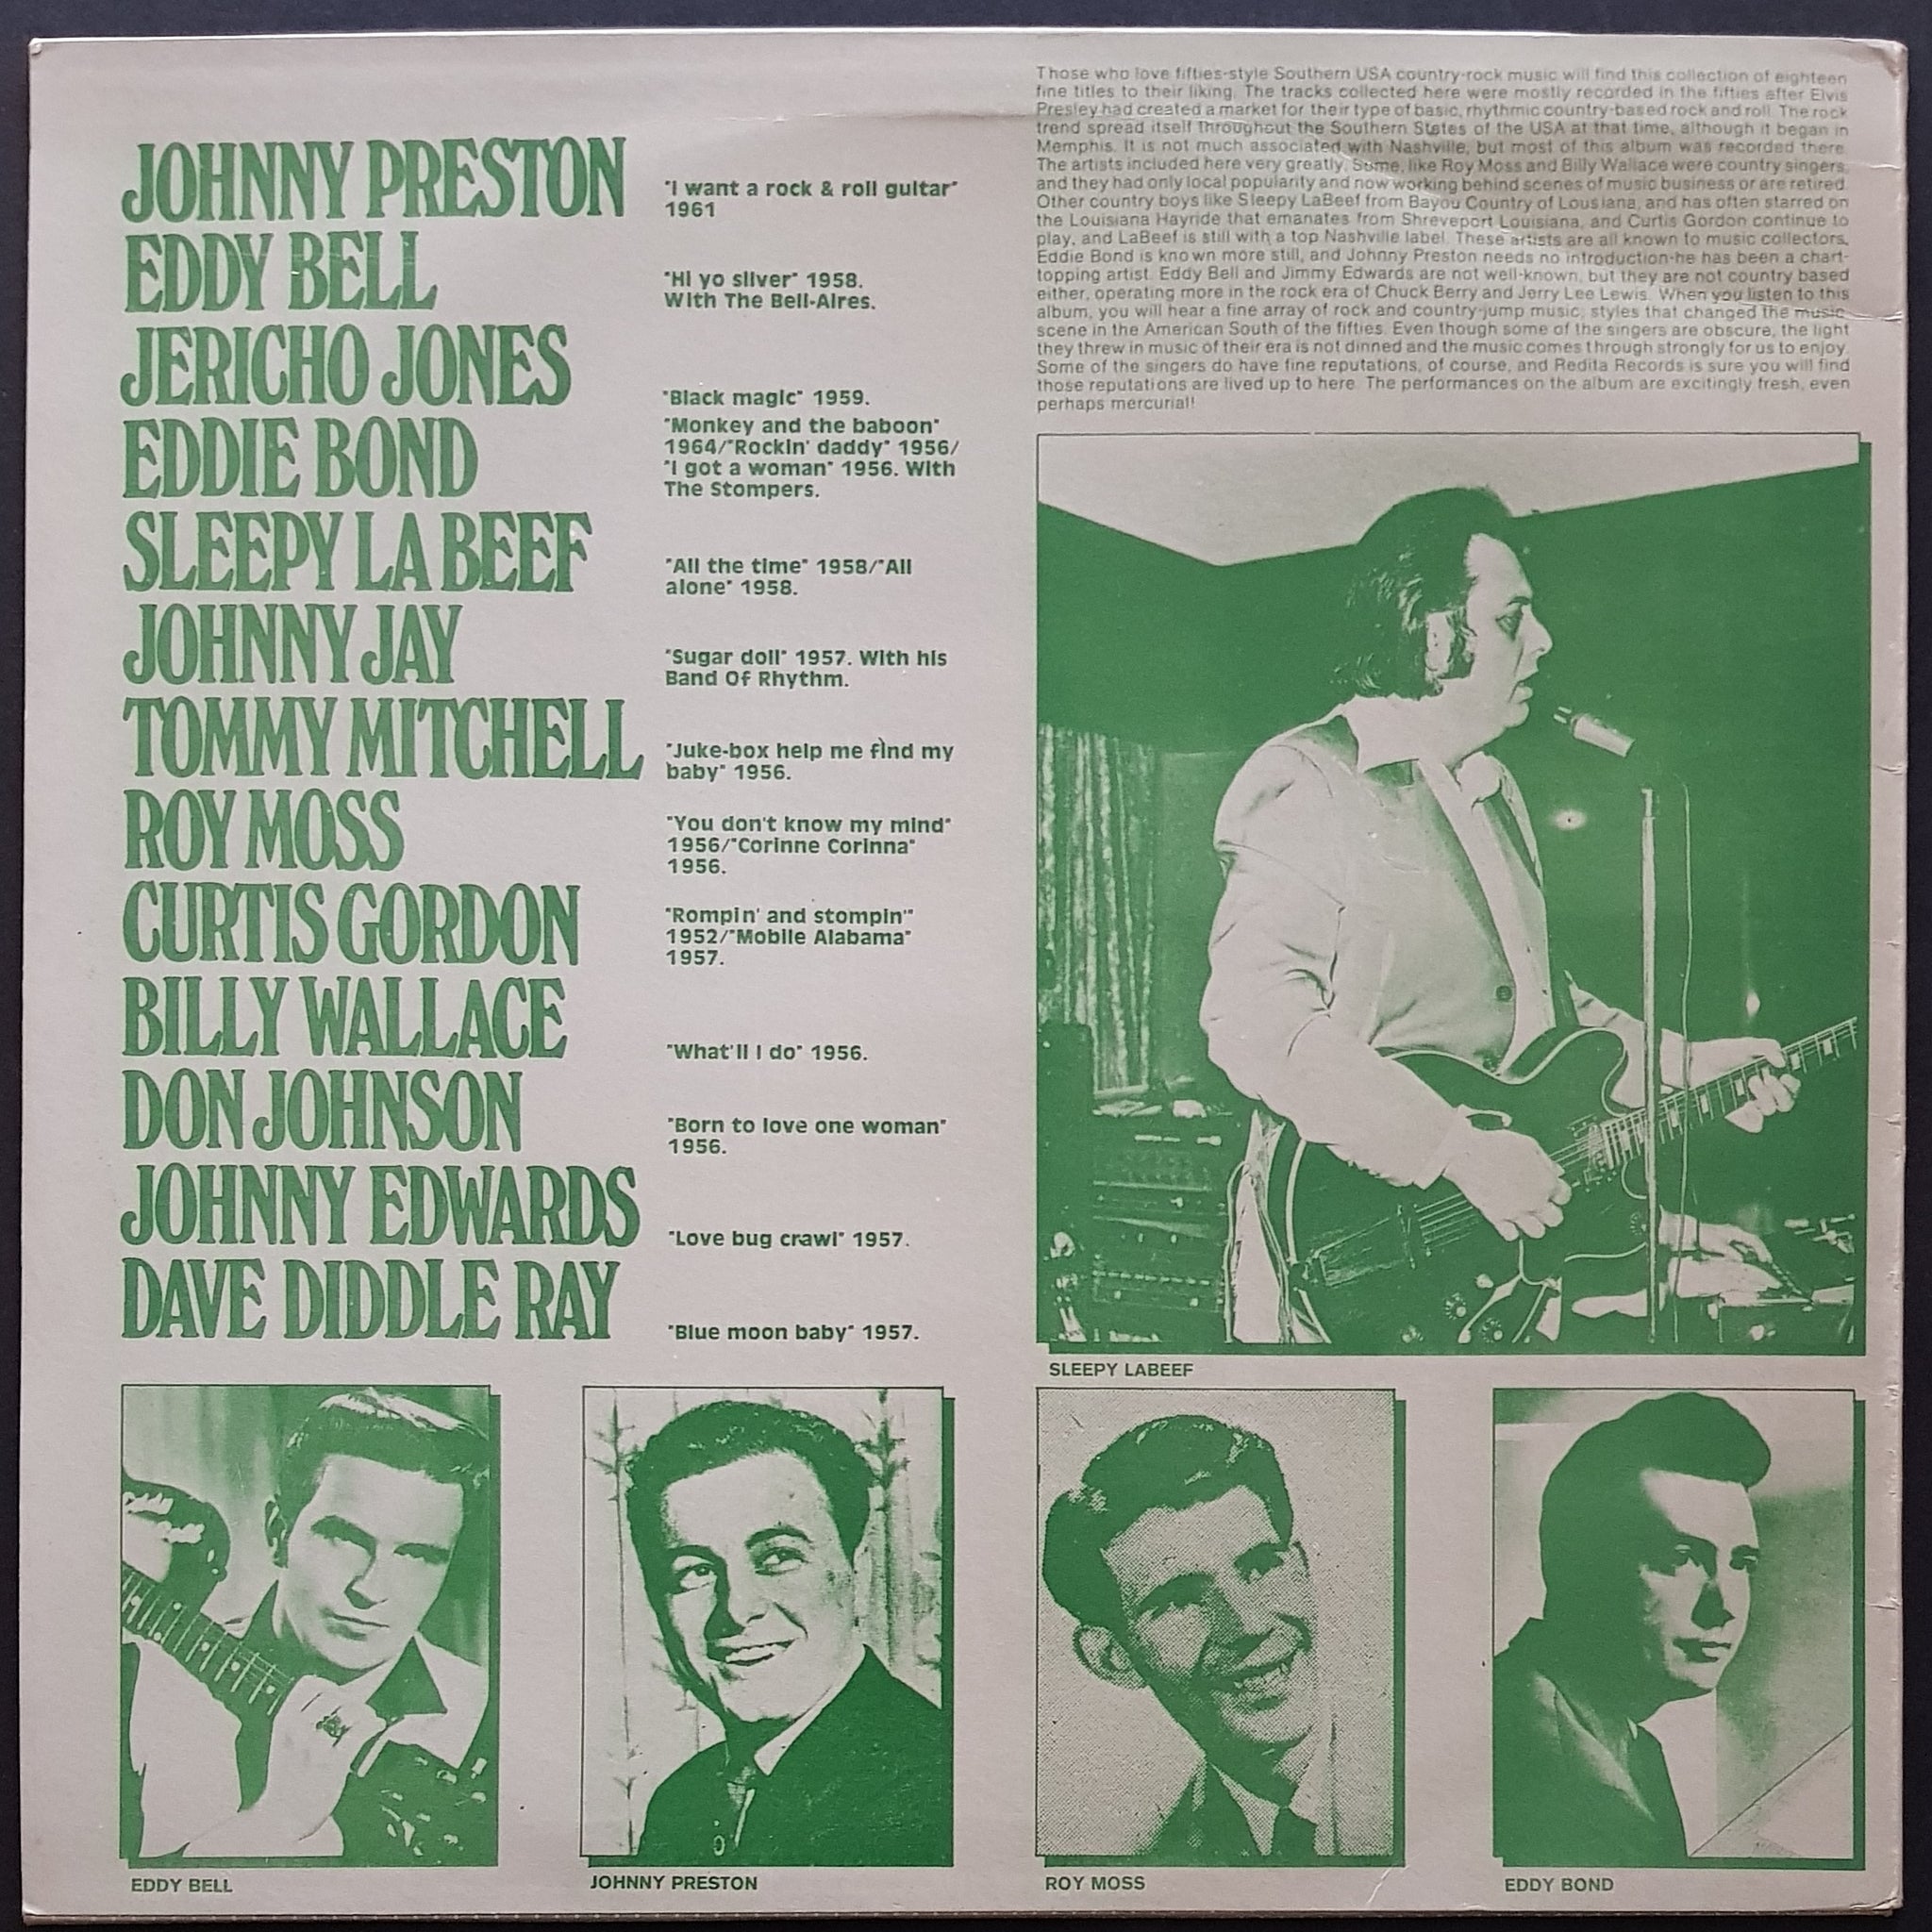 JOHNNY PRESTON
"I want a rock & roll guitar"
1961
EDDY BELL
"Hi yo silver" 1958.
With The Bell-Aires.
JERICHO JONES
"Black magic" 1959.
EDDIE BOND
"Monkey and the baboon"
1964/"Rockin' daddy" 1956/
"I got a woman" 1956. With
The Stompers.
SLEEPY LA BEEF
"All the time" 1958/"All
alone" 1958.
JOHNNY JAY
"Sugar doll" 1957. With his
Band Of Rhythm.
TOMMY MITCHELL
"Juke-box help me find my
baby" 1956.
ROY MOSS
"You don't know my mind"
1956/"Corinne Corinna"
1956.
CURTIS GORDON
"Rompin' and stompin'"
1952/"Mobile Alabama"
1957.
BILLY WALLACE
"What'll I do" 1956.
DON JOHNSON
"Born to love one woman"
1956.
JOHNNY EDWARDS
"Love bug crawl" 1957.
DAVE DIDDLE RAY
"Blue moon baby" 1957.
Those who love fifties-style Southern USA country-rock music will find this collection of eighteen
fine titles to their liking. The tracks collected here were mostly recorded in the fifties after Elvis
Presley had created a market for their type of basic, rhythmic country-based rock and roll. The rock
trend spread itself Throughout the Southern States of the USA at that time, although it began in
Memphis. It is not much associated with Nashville, but most of this album was recorded there.
The artists included here very greatly. Some, like Roy Moss and Billy Wallace were country singers,
and they had only local popularity and now working behind scenes of music business or are retired.
Other country boys like Sleepy LaBeef from Bayou Country of Lousiana, and has often starred on
the Louisiana Hayride that emanates from Shreveport Louisiana, and Curtis Gordon continue to
play, and LaBeef is still with a top Nashville label. These artists are all known to music collectors,
Eddie Bond is known more still, and Johnny Preston needs no introduction-he has been a chart-
topping artist. Eddy Bell and Jimmy Edwards are not well-known, but they are not country based
either, operating more in the rock era of Chuck Berry and Jerry Lee Lewis. When you listen to this
album, you will hear a fine array of rock and country-jump music, styles that changed the music
scene in the American South of the fifties. Even though some of the singers are obscure, the light
they threw in music of their era is not dinned and the music comes through strongly for us to enjoy.
Some of the singers do have fine reputations, of course, and Redita Records is sure you will find
those reputations are lived up to here. The performances on the album are excitingly fresh, even
perhaps mercurial!
SLEEPY LABEEF
EDDY BELL
JOHNNY PRESTON
ROY MOSS
EDDY BOND